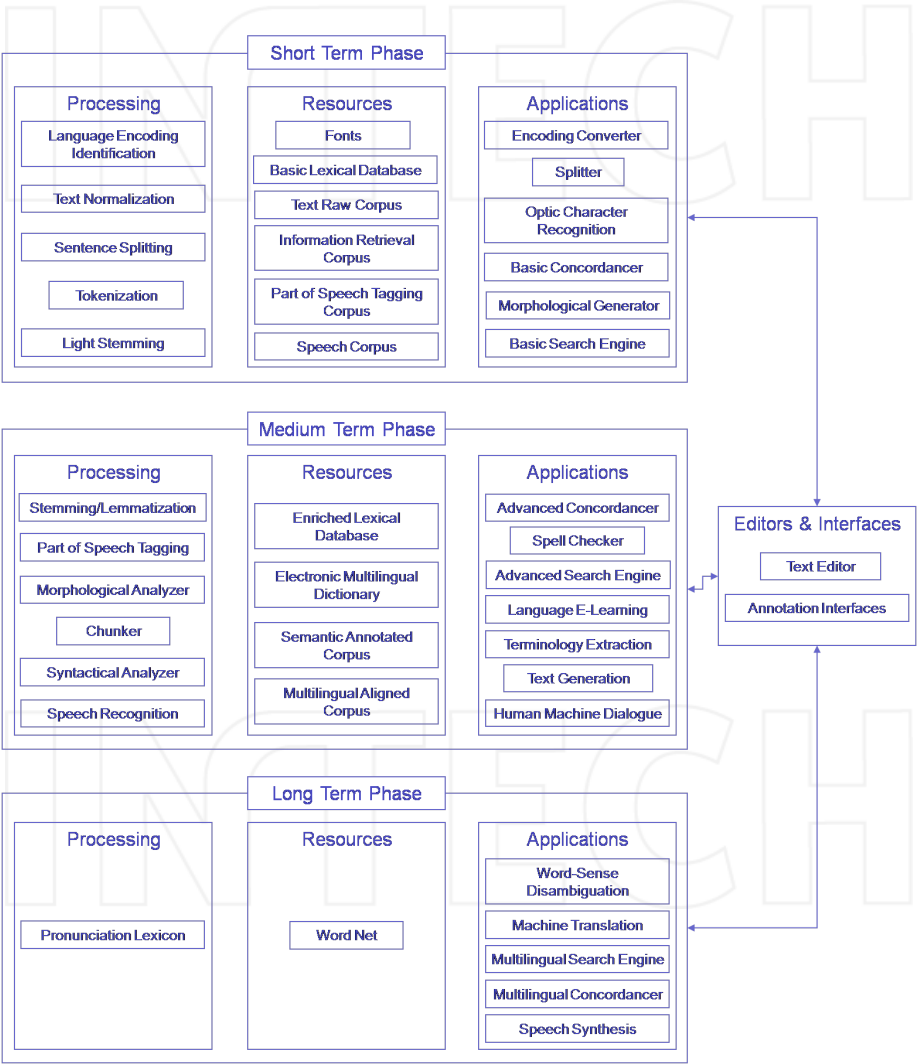 INTECH
Short Term Phase
Processing
Language Encoding
Identification
Text Normalization
Sentence Splitting
Tokenization
Light Stemming
Resources
Fonts
Basic Lexical Database
Text Raw Corpus
Information Retrieval
Corpus
Part of Speech Tagging
Corpus
Speech Corpus
Applications
Encoding Converter
Splitter
Optic Character
Recognition
Basic Concordancer
Morphological Generator
Basic Search Engine
Medium Term Phase
Processing
Stemming/Lemmatization
Part of Speech Tagging
Morphological Analyzer
Chunker
Syntactical Analyzer
Speech Recognition
Resources
Enriched Lexical
Database
Electronic Multilingual
Dictionary
Semantic Annotated
Corpus
Multilingual Aligned
Corpus
Applications
Advanced Concordancer
Spell Checker
Advanced Search Engine
Language E-Learning
Terminology Extraction
Text Generation
Human Machine Dialogue
Editors & Interfaces
Text Editor
Annotation Interfaces
INTECH
Long Term Phase
Processing
Pronunciation Lexicon
Resources
Word Net
Applications
Word-Sense
Disambiguation
Machine Translation
Multilingual Search Engine
Multilingual Concordancer
Speech Synthesis